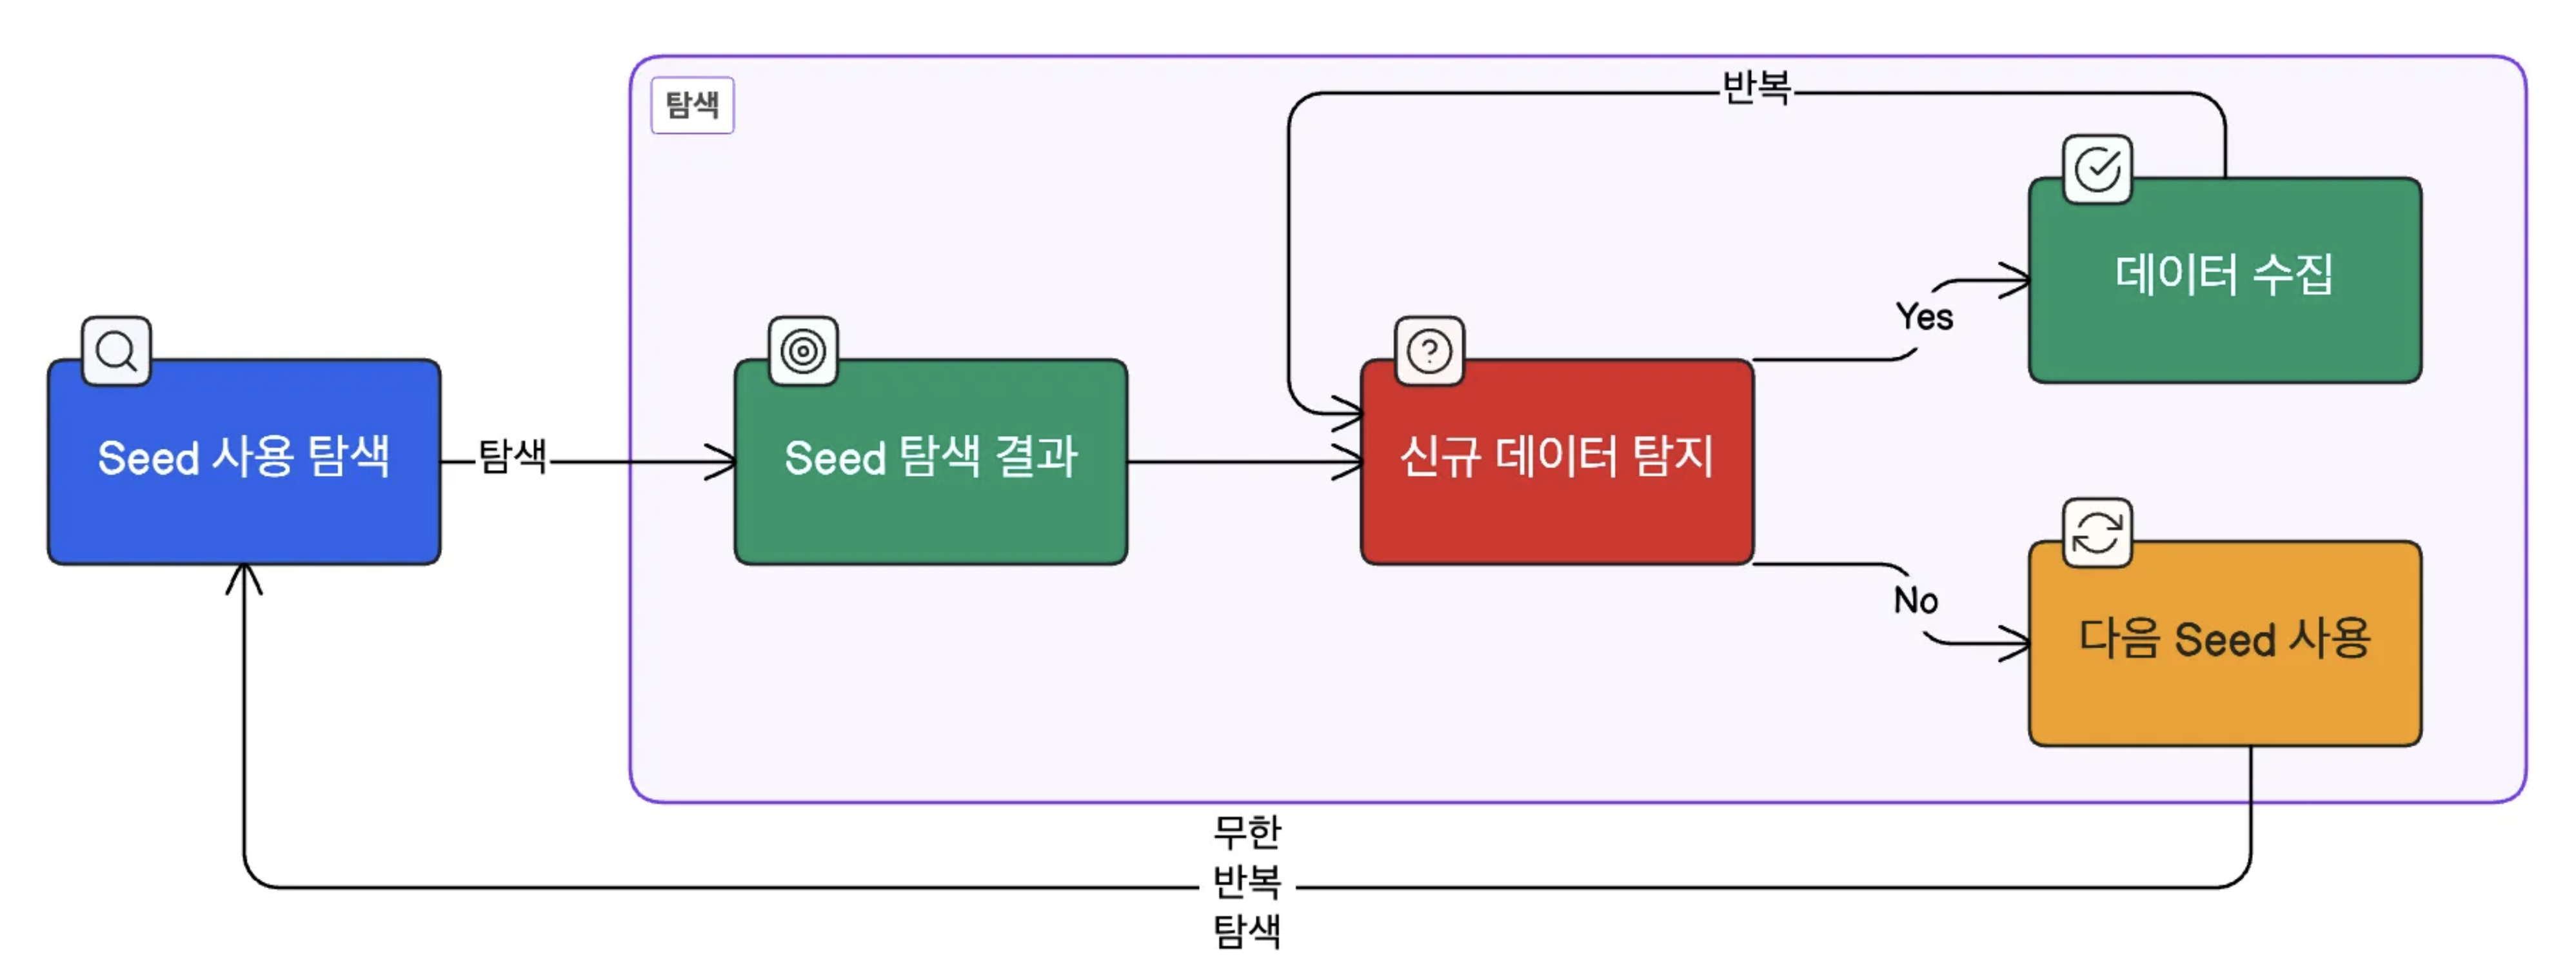 탐색
반복
데이터 수집
Yes
Seed 사용 탐색
탐색
Seed 탐색 결과
신규 데이터 탐지
No
다음 Seed 사용
무한
반복
탐색